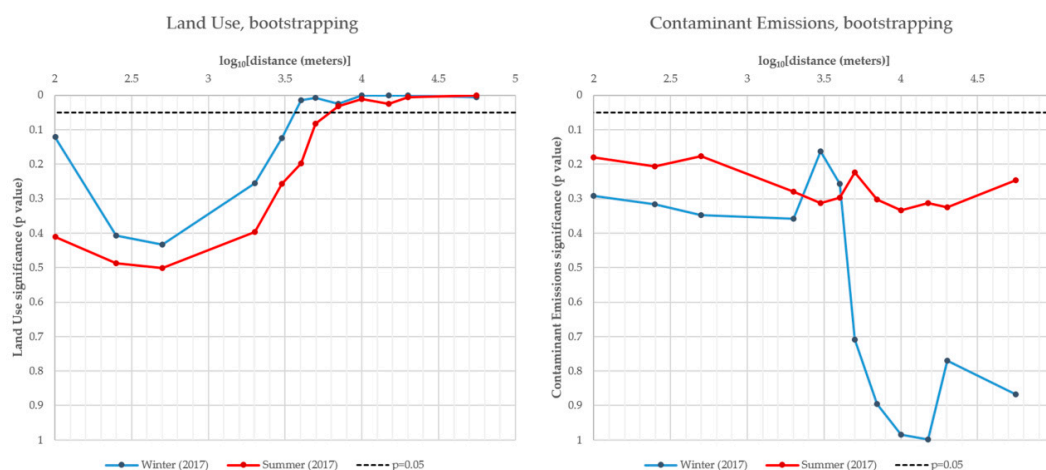 Land Use, bootstrapping
log10[distance (meters)]
2 2.5 3 3.5 4 4.5 5
0
0.1
0.2
0.3
0.4
0.5
0.6
0.7
0.8
0.9
1
Land Use significance (p value)
Winter (2017) Summer (2017) p=0.05
Contaminant Emissions, bootstrapping
log10[distance (meters)]
2 2.5 3 3.5 4 4.5
0
0.1
0.2
0.3
0.4
0.5
0.6
0.7
0.8
0.9
1
Contaminant Emissions significance (p value)
Winter (2017) Summer (2017) p=0.05